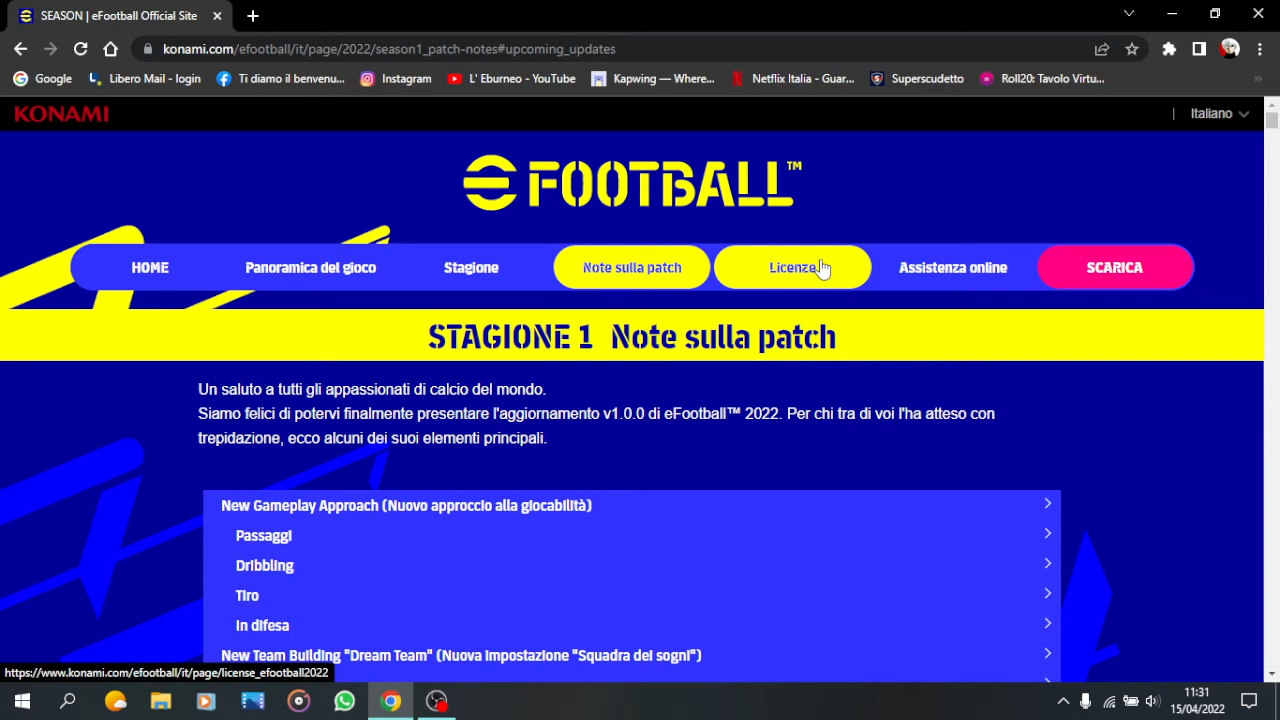 SEASON | eFootball Official Site
konami.com/efootball/it/page/2022/season1_patch-notes#upcoming_updates
Google
Libero Mail - login
Ti diamo il benvenu...
Instagram
L' Eburneo - YouTube
Kapwing — Where...
Netflix Italia - Guar...
Superscudetto
Roll20: Tavolo Virtu...
KONAMI
Italiano
eFOOTBALL™
HOME
Panoramica del gioco
Stagione
Note sulla patch
Licenze
Assistenza online
SCARICA
STAGIONE 1 Note sulla patch
Un saluto a tutti gli appassionati di calcio del mondo.
Siamo felici di potervi finalmente presentare l'aggiornamento v1.0.0 di eFootball™ 2022. Per chi tra di voi l'ha atteso con
trepidazione, ecco alcuni dei suoi elementi principali.
New Gameplay Approach (Nuovo approccio alla giocabilità)
Passaggi
Dribbling
Tiro
In difesa
New Team Building "Dream Team" (Nuova impostazione "Squadra dei sogni")
https://www.konami.com/efootball/it/page/license_efootball2022
11:31
15/04/2022